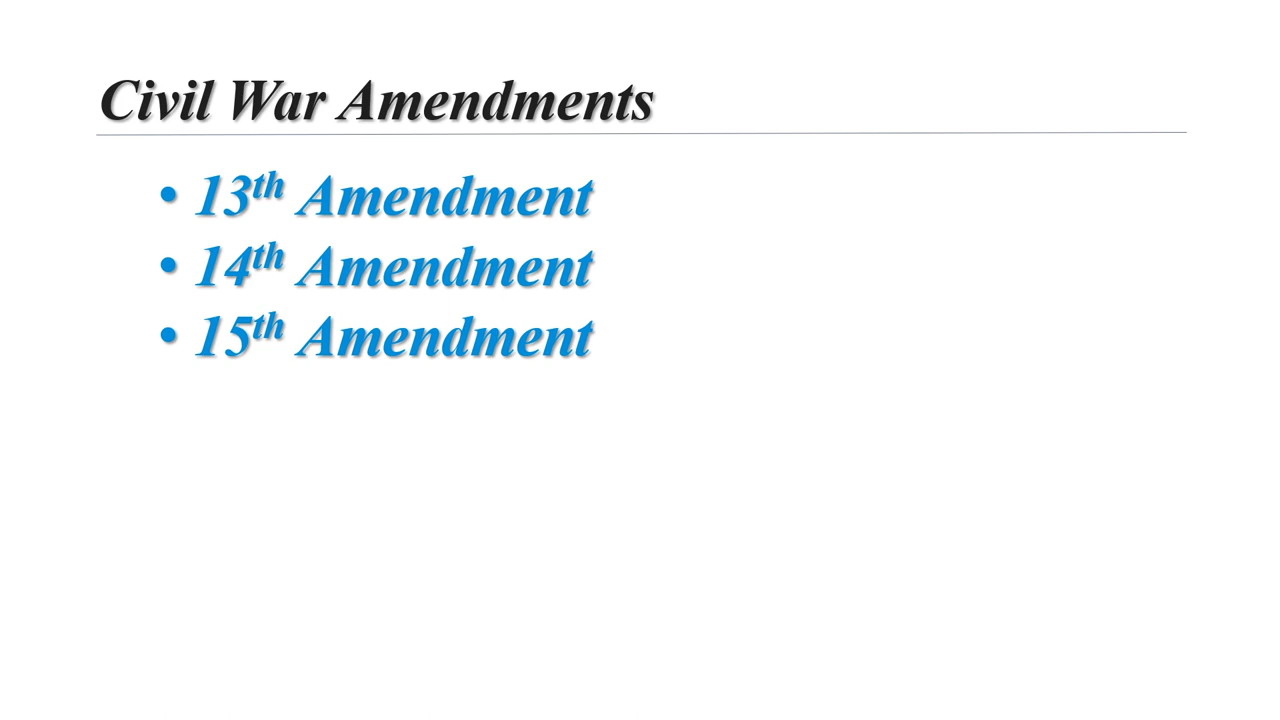 Civil War Amendments
• 13th Amendment
• 14th Amendment
• 15th Amendment